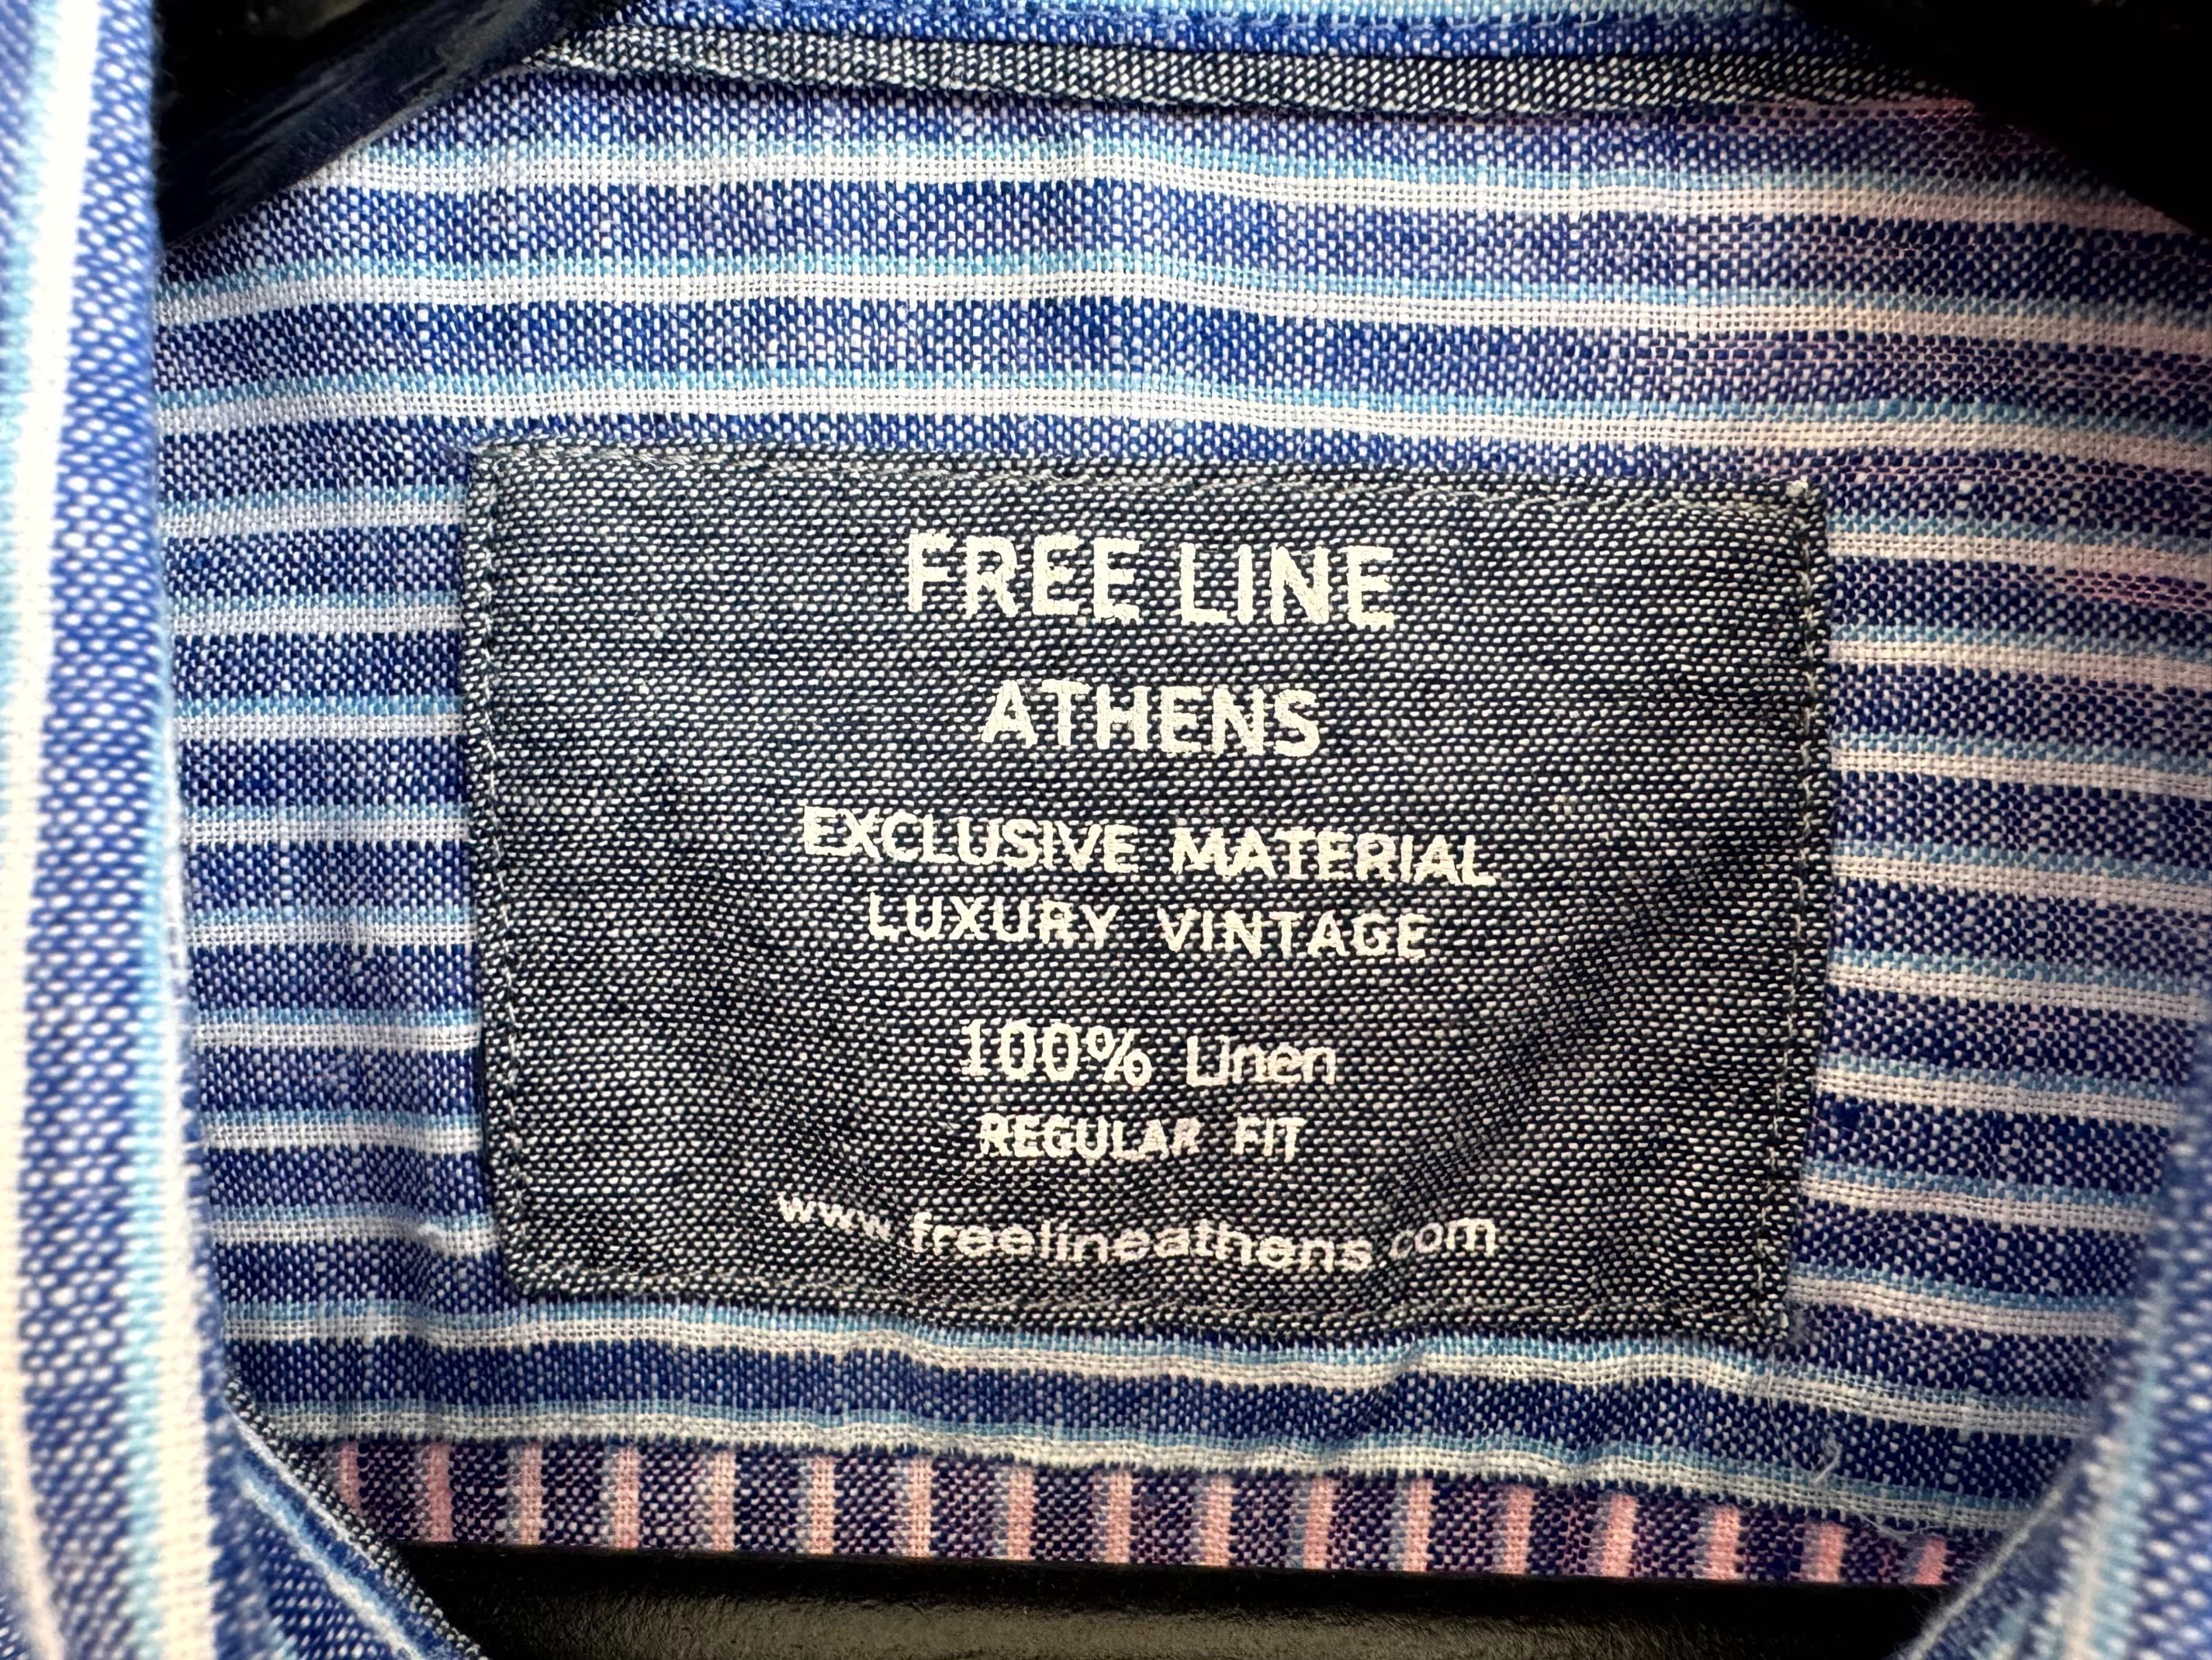 FREE LINE
ATHENS
EXCLUSIVE MATERIAL
LUXURY VINTAGE
100% Linen
REGULAR FIT
www.freelineathens.com